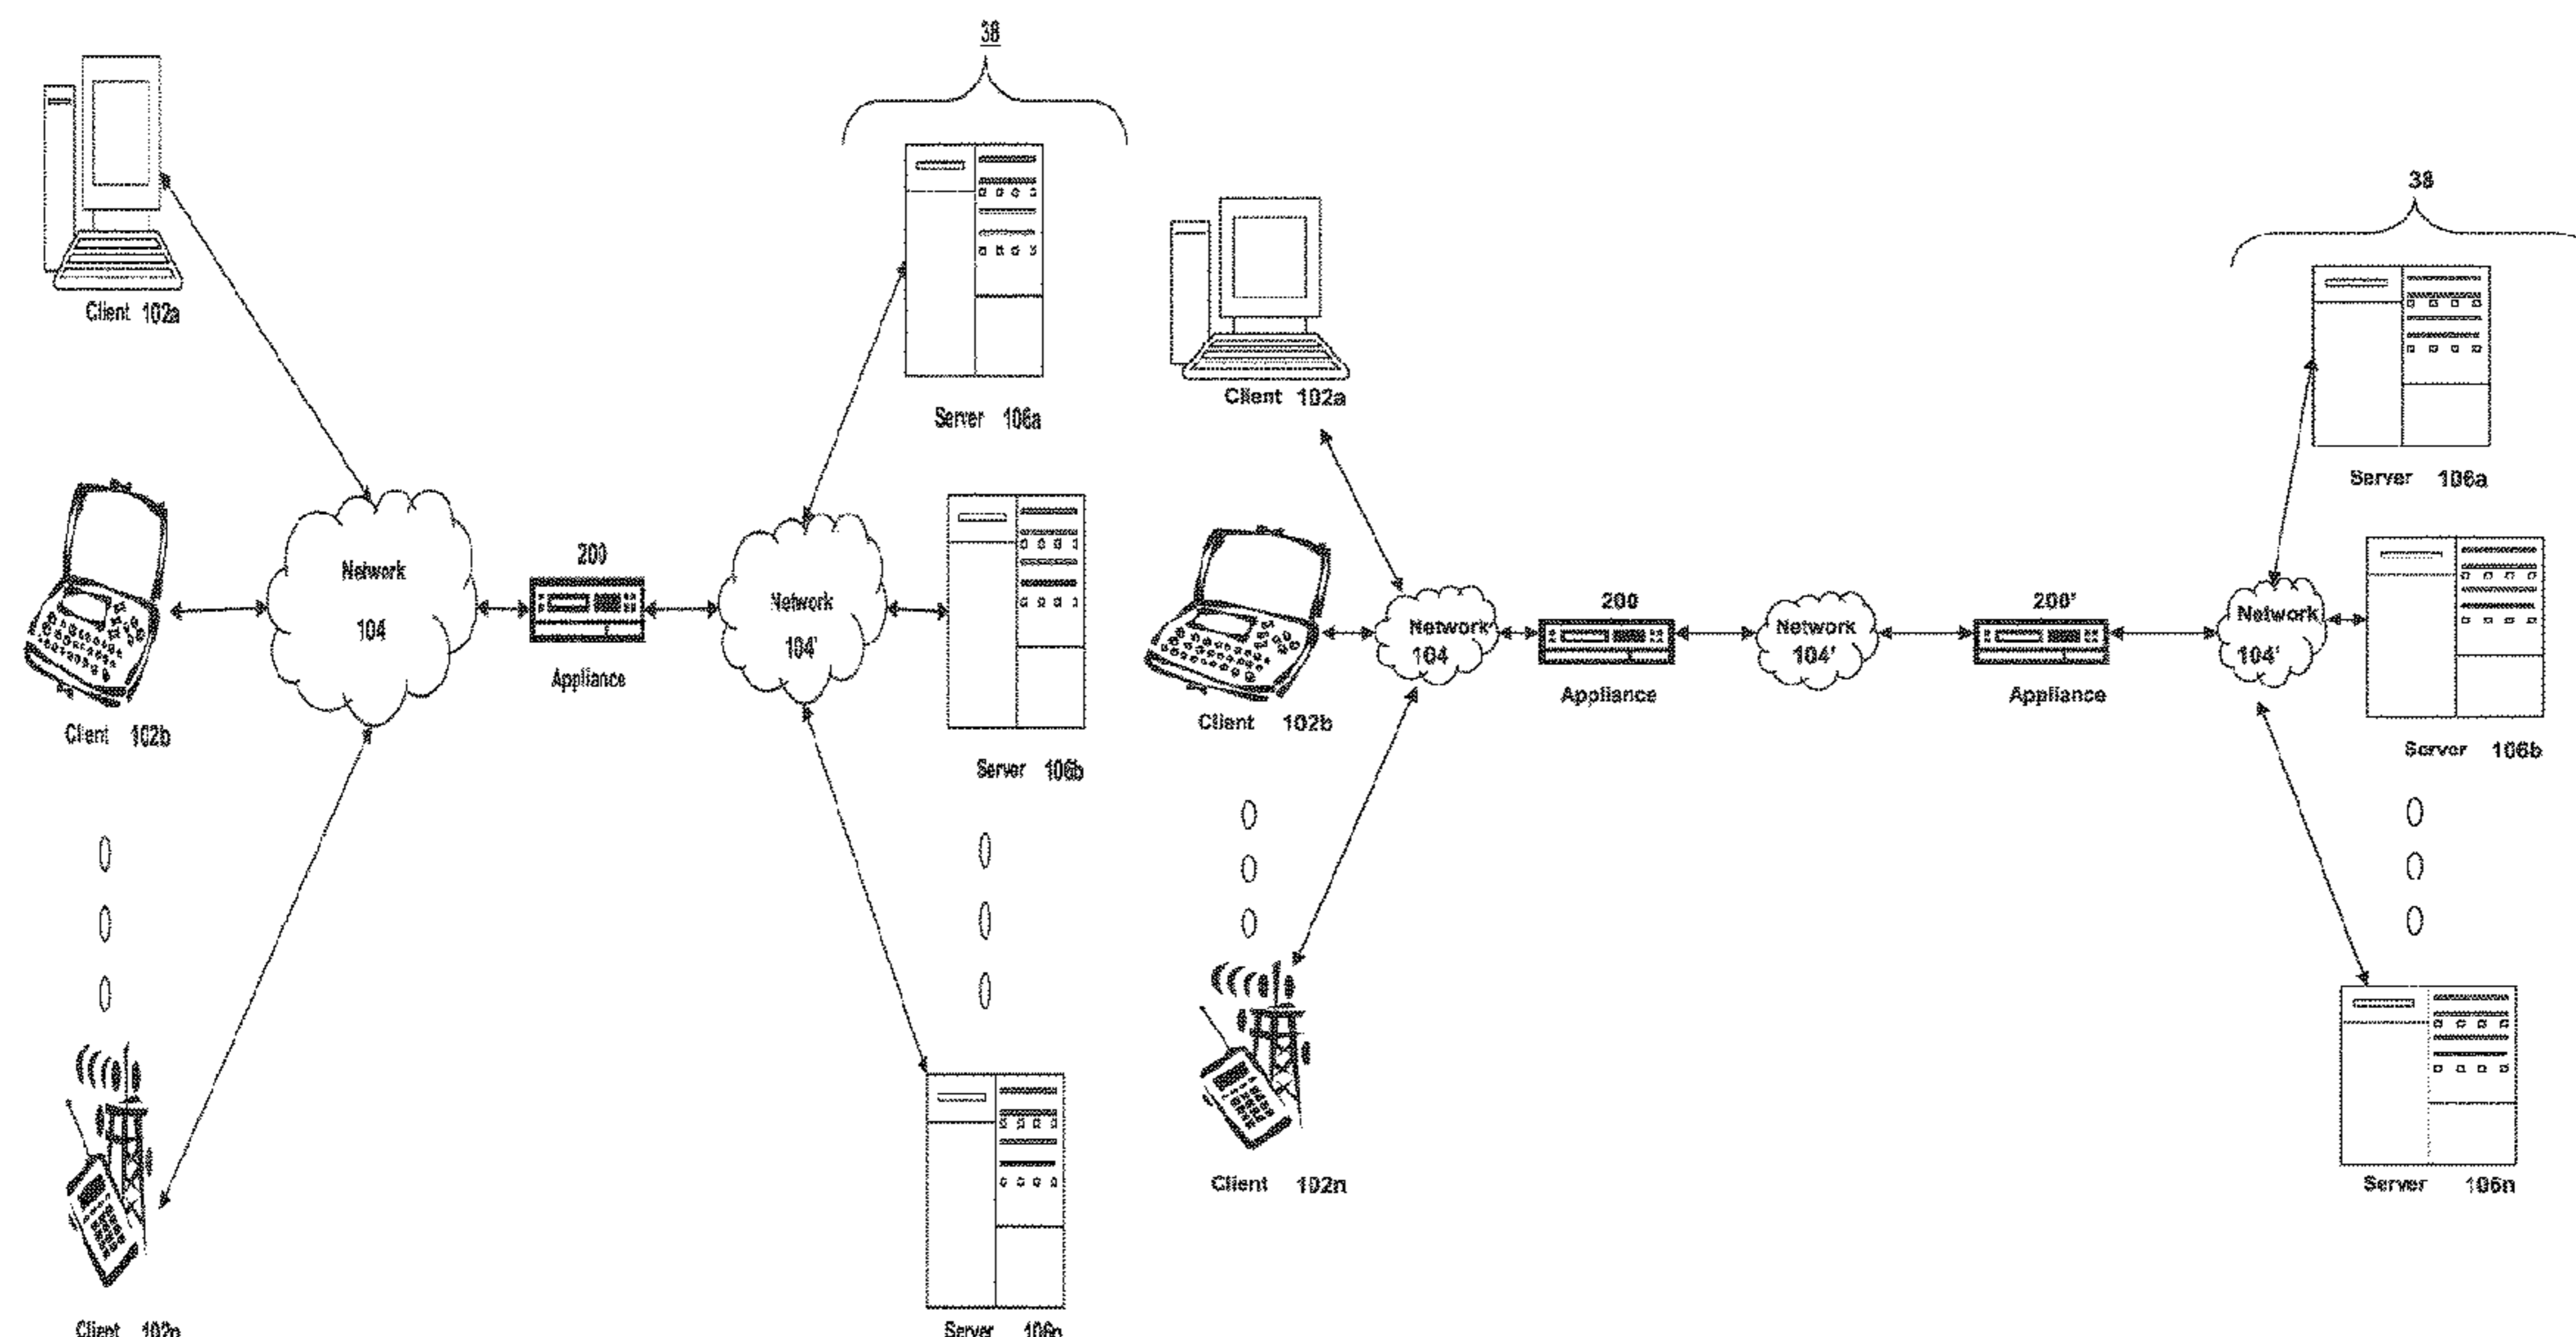 38
Client 102a
Server 106a
200
Network
104
Network
104'
Appliance
Client 102b
Server 106b
Client 102n
Server 106n
38
Client 102a
Server 106a
200
200'
Network
104
Network
104'
Network
104'
Appliance
Appliance
Client 102b
Server 106b
Client 102n
Server 106n